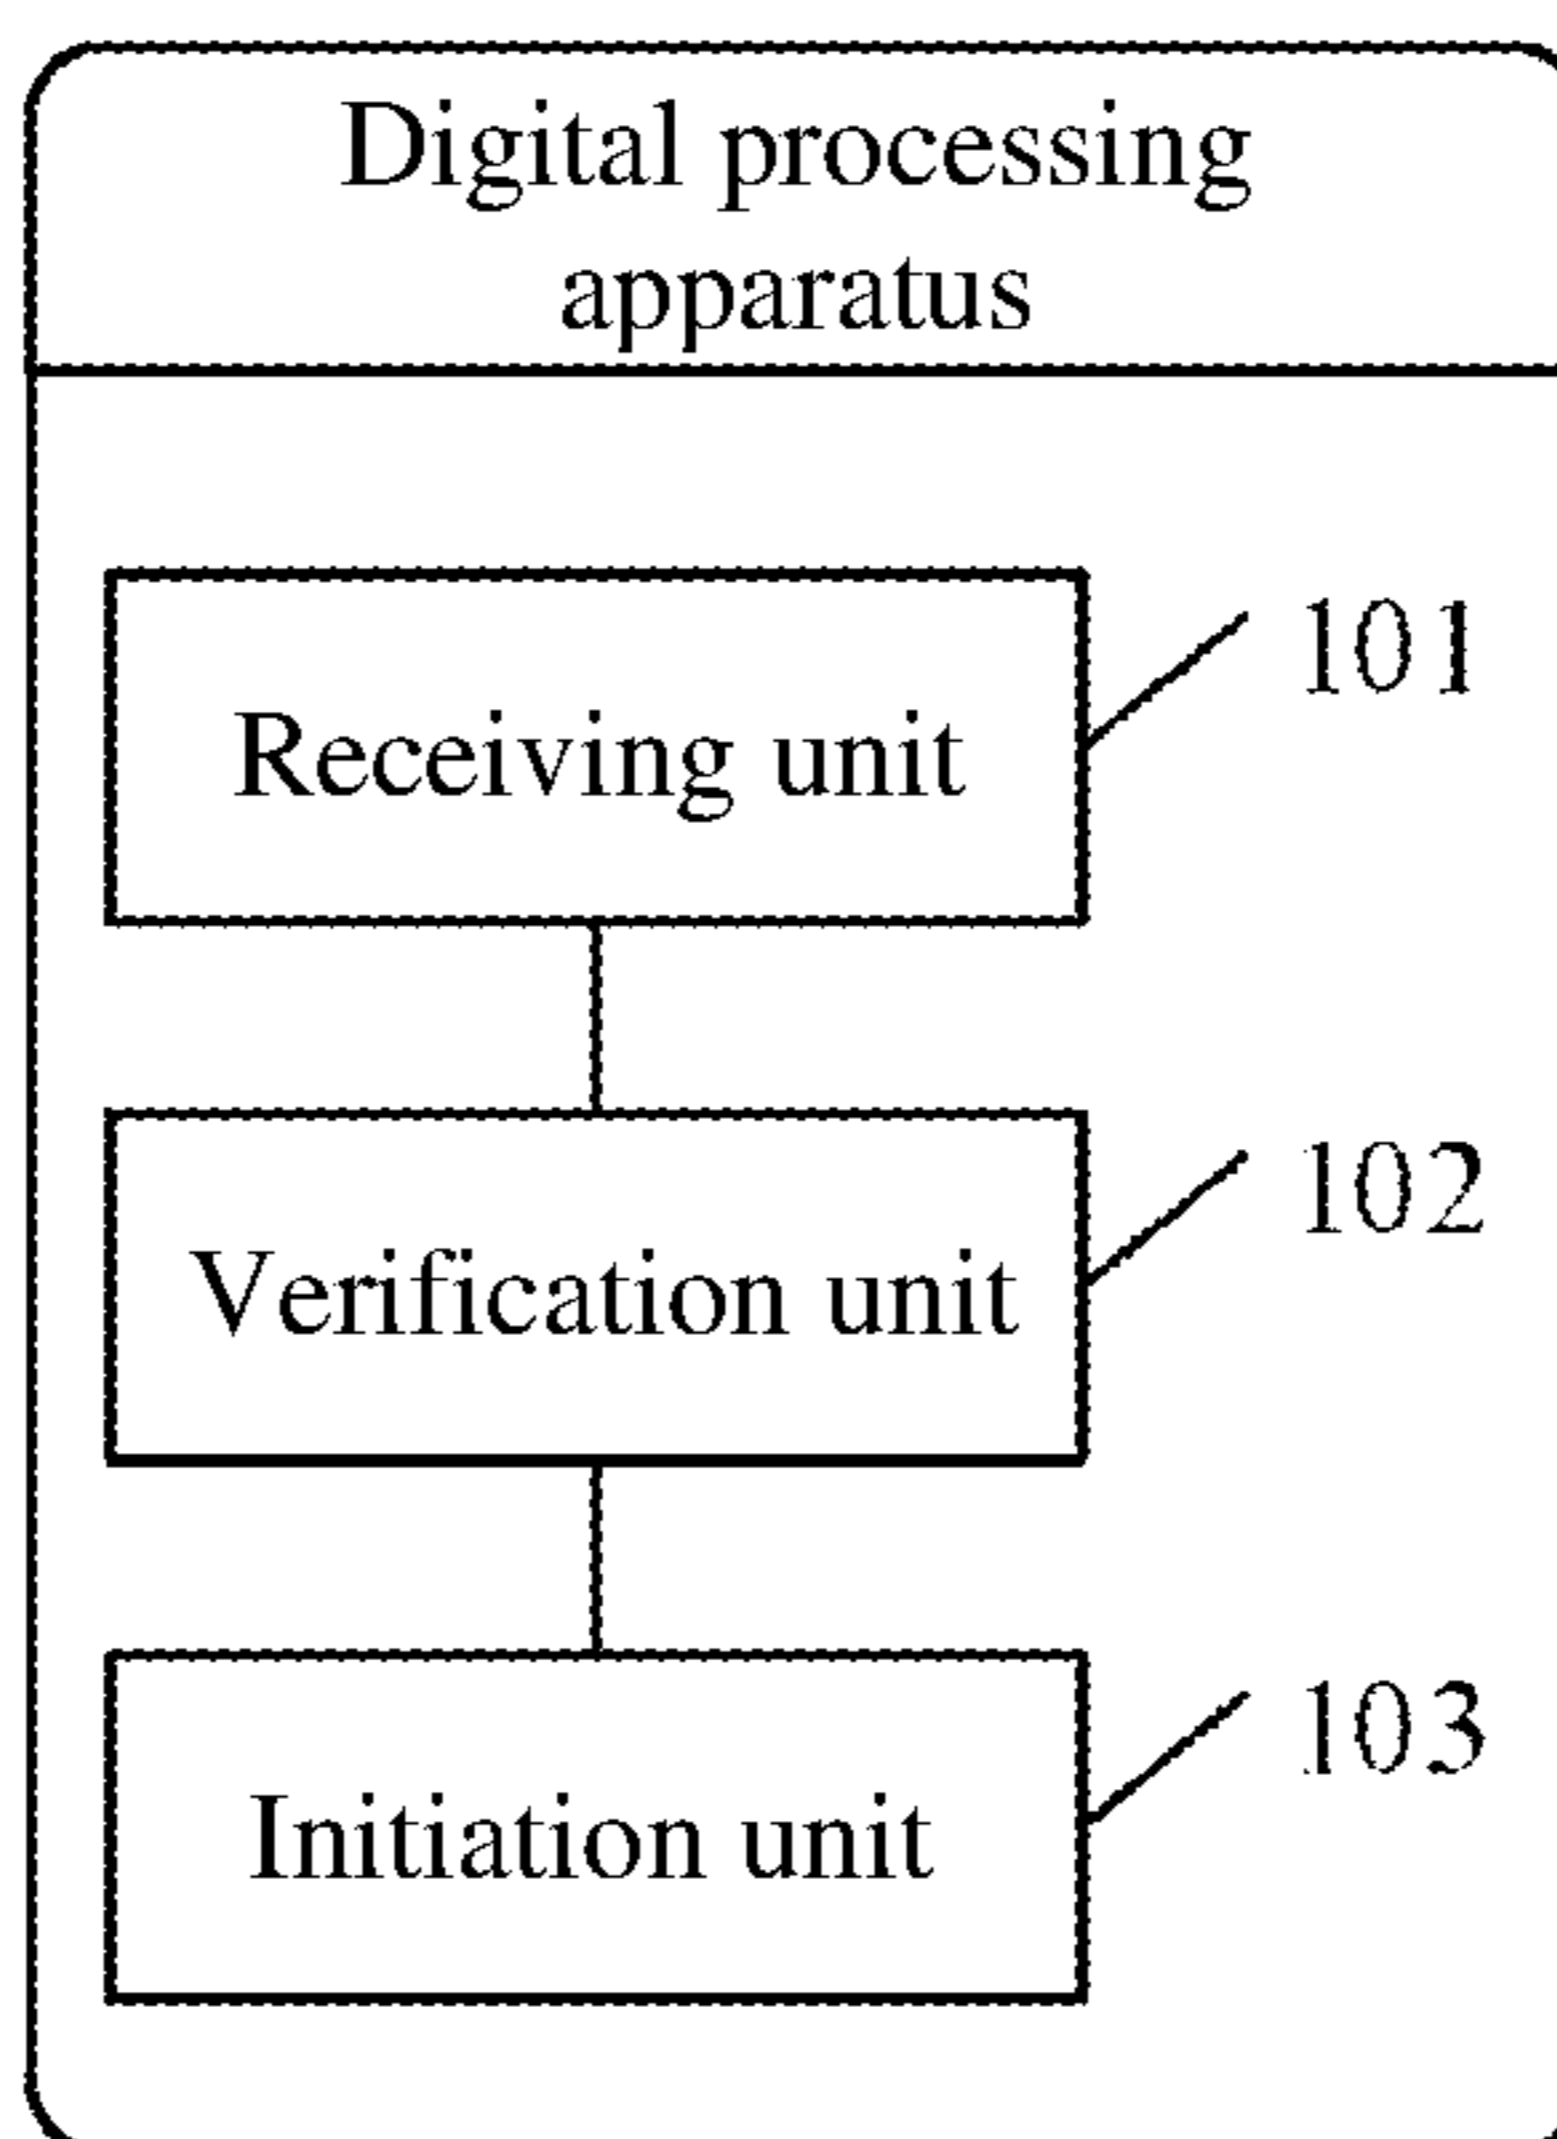 Digital processing
apparatus
101
Receiving unit
102
Verification unit
103
Initiation unit